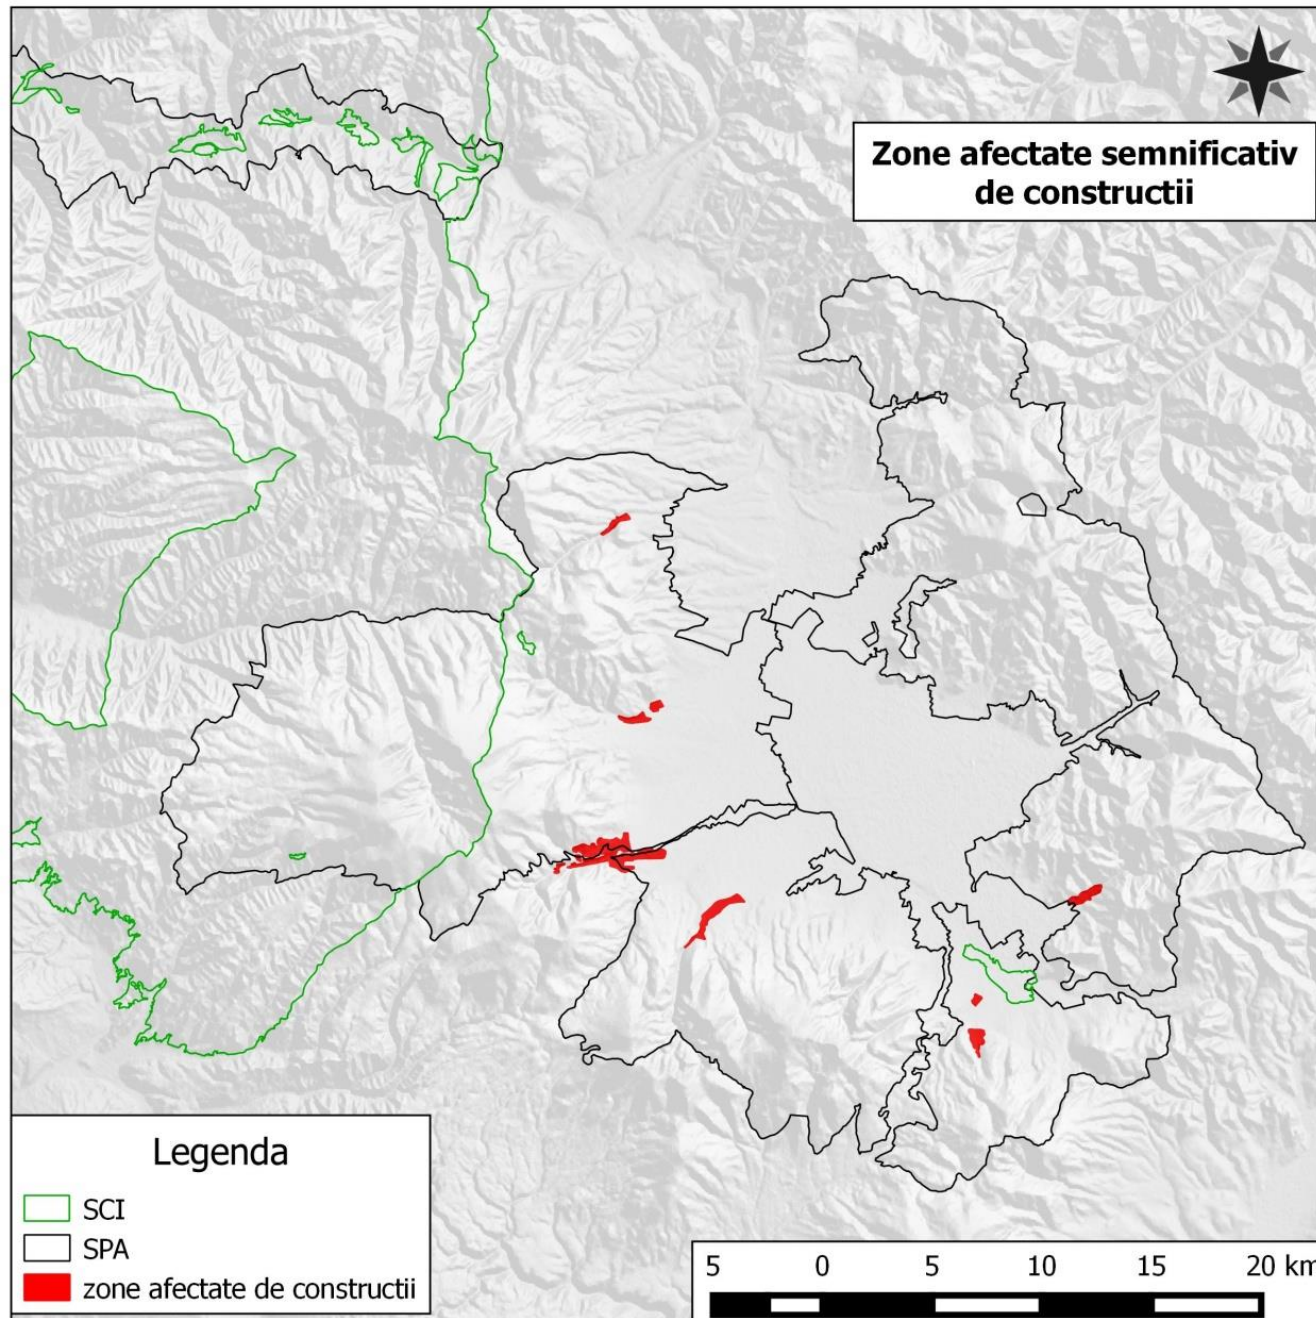 Zone afectate semnificativ
de constructii
Legenda
SCI
SPA
zone afectate de constructii
5 0 5 10 15 20 km